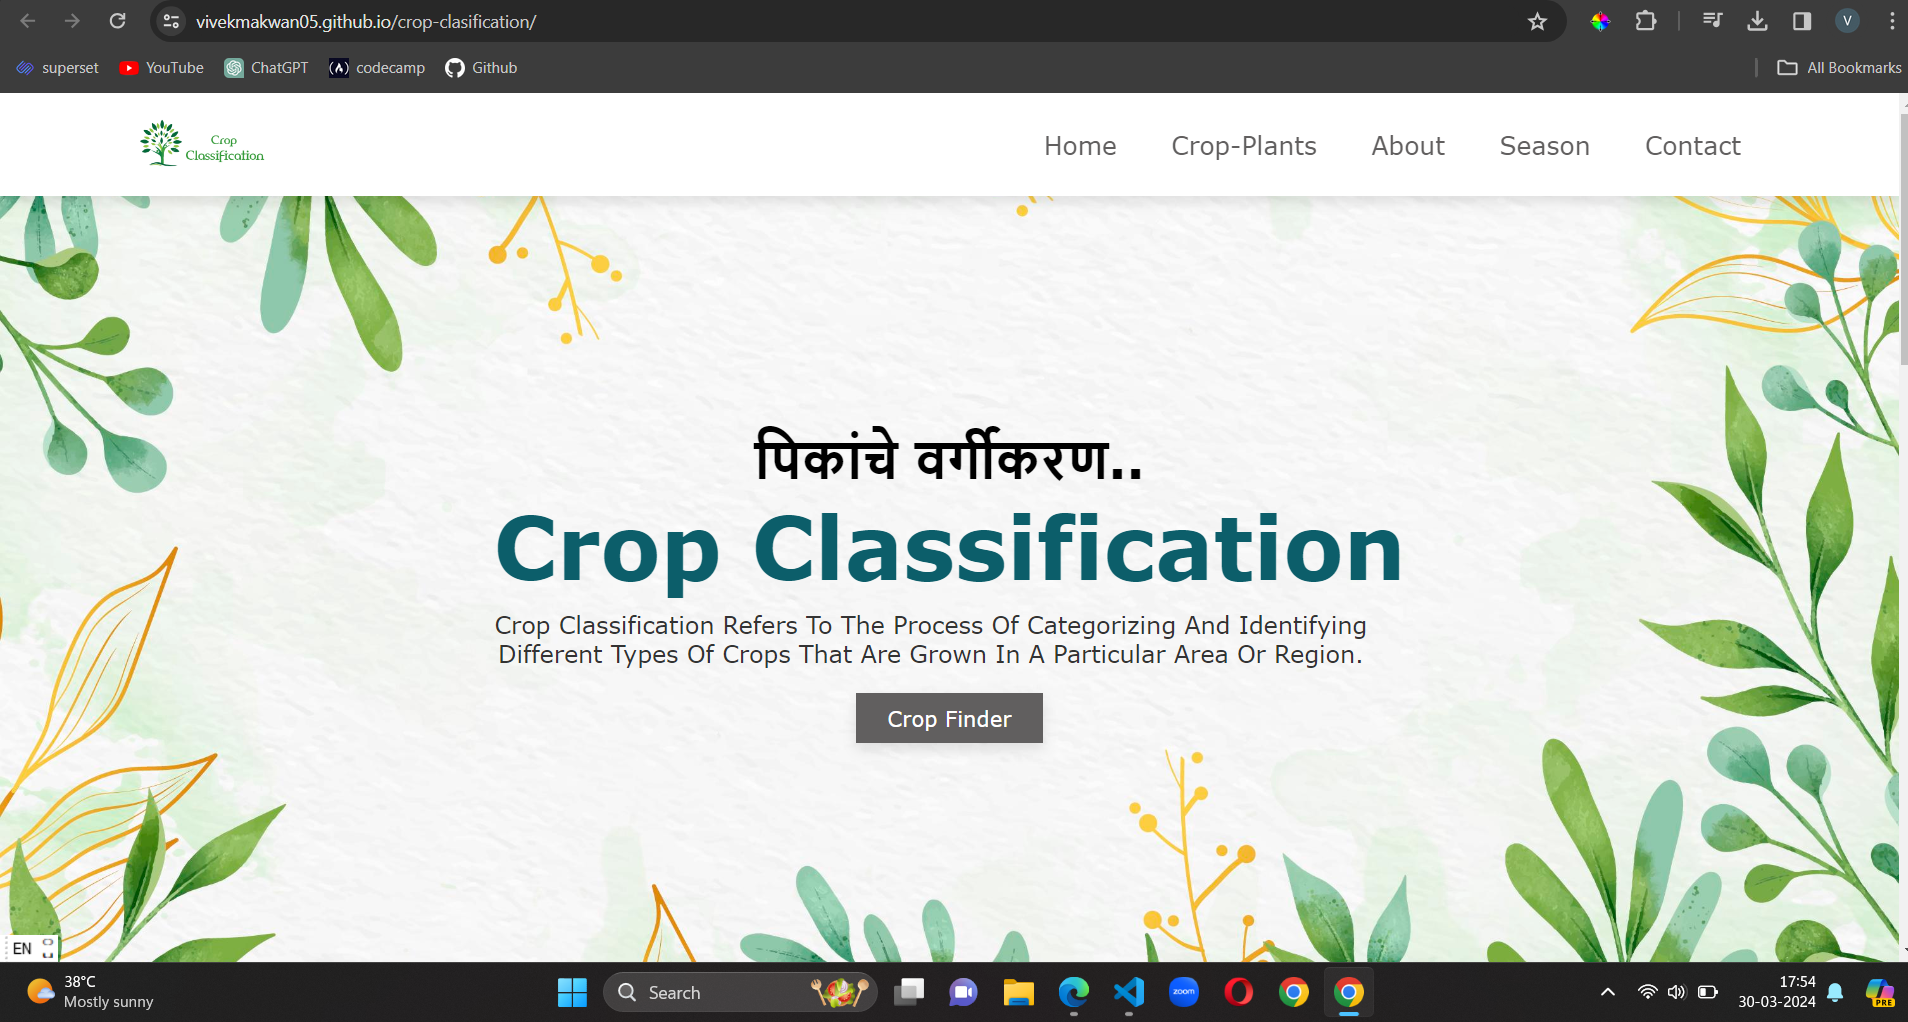 vivekmakwan05.github.io/crop-clasification/
V
superset YouTube ChatGPT codecamp Github All Bookmarks
Crop
Classification
Home Crop-Plants About Season Contact
पिकांचे वर्गीकरण..
Crop Classification
Crop Classification Refers To The Process Of Categorizing And Identifying
Different Types Of Crops That Are Grown In A Particular Area Or Region.
Crop Finder
EN
38°C
Mostly sunny
Search
zoom
17:54
30-03-2024
PRE